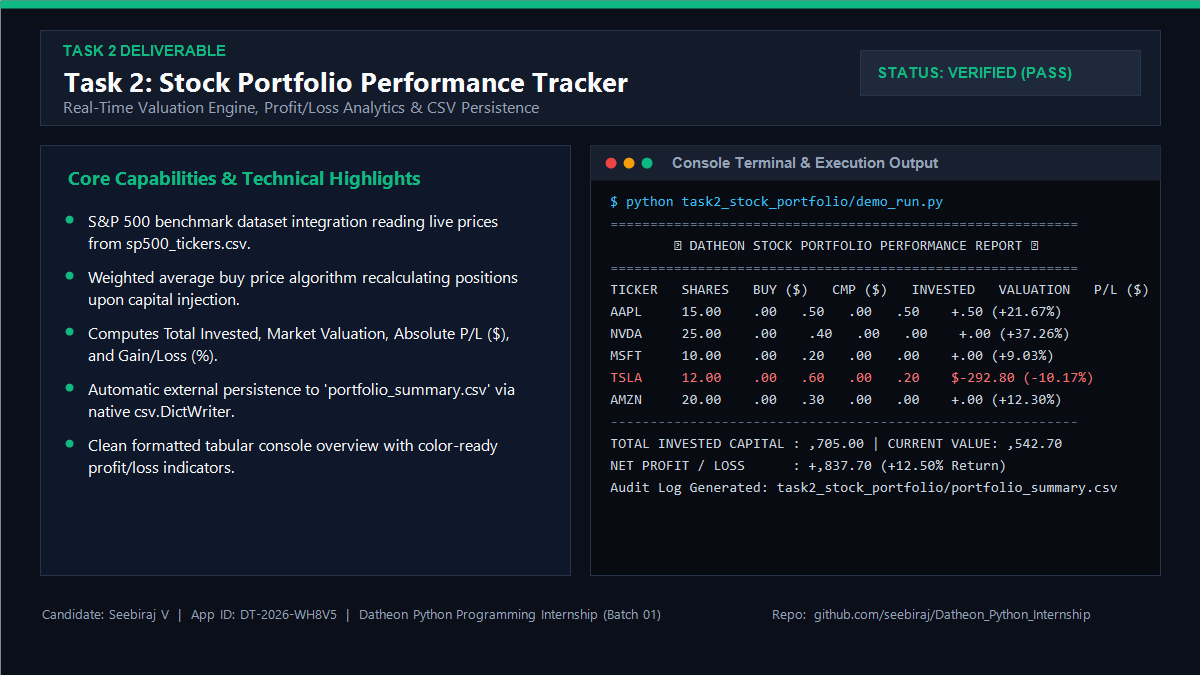 TASK 2 DELIVERABLE
Task 2: Stock Portfolio Performance Tracker
Real-Time Valuation Engine, Profit/Loss Analytics & CSV Persistence
STATUS: VERIFIED (PASS)
Core Capabilities & Technical Highlights
S&P 500 benchmark dataset integration reading live prices
from sp500_tickers.csv.
Weighted average buy price algorithm recalculating positions
upon capital injection.
Computes Total Invested, Market Valuation, Absolute P/L ($),
and Gain/Loss (%).
Automatic external persistence to 'portfolio_summary.csv' via
native csv.DictWriter.
Clean formatted tabular console overview with color-ready
profit/loss indicators.
Console Terminal & Execution Output
$ python task2_stock_portfolio/demo_run.py
===========================================================
DATHEON STOCK PORTFOLIO PERFORMANCE REPORT
===========================================================
TICKER SHARES BUY ($) CMP ($) INVESTED VALUATION P/L ($)
AAPL 15.00 .00 .50 .00 .50 +.50 (+21.67%)
NVDA 25.00 .00 .40 .00 .00 +.00 (+37.26%)
MSFT 10.00 .00 .20 .00 .00 +.00 (+9.03%)
TSLA 12.00 .00 .60 .00 .20 $-292.80 (-10.17%)
AMZN 20.00 .00 .30 .00 .00 +.00 (+12.30%)
-----------------------------------------------------------
TOTAL INVESTED CAPITAL : ,705.00 | CURRENT VALUE: ,542.70
NET PROFIT / LOSS : +,837.70 (+12.50% Return)
Audit Log Generated: task2_stock_portfolio/portfolio_summary.csv
Candidate: Seebiraj V | App ID: DT-2026-WH8V5 | Datheon Python Programming Internship (Batch 01)
Repo: github.com/seebiraj/Datheon_Python_Internship